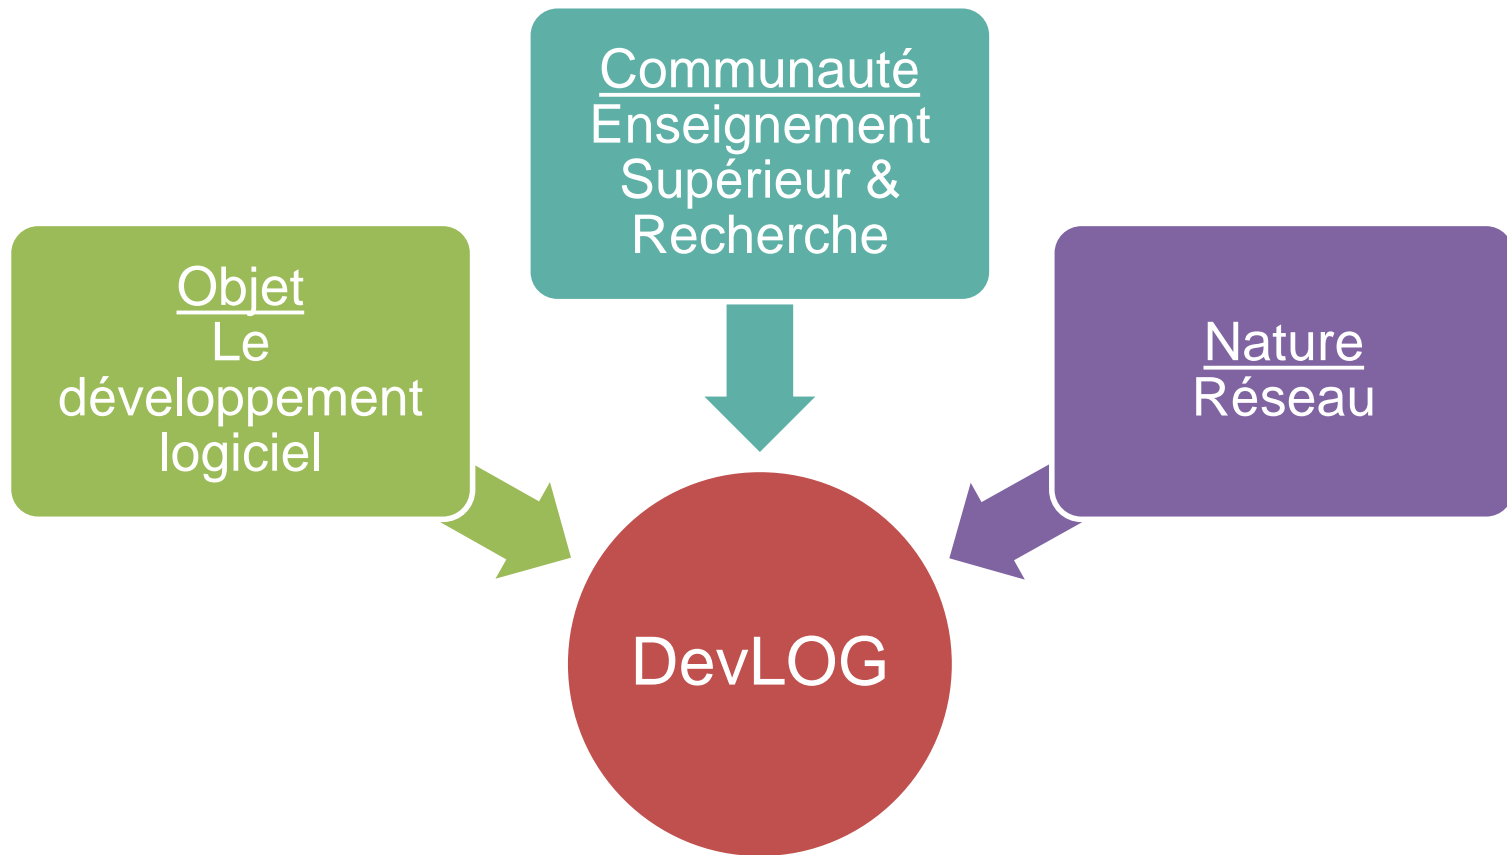 Communauté
Enseignement
Supérieur &
Recherche
Objet
Le
développement
logiciel
Nature
Réseau
DevLOG